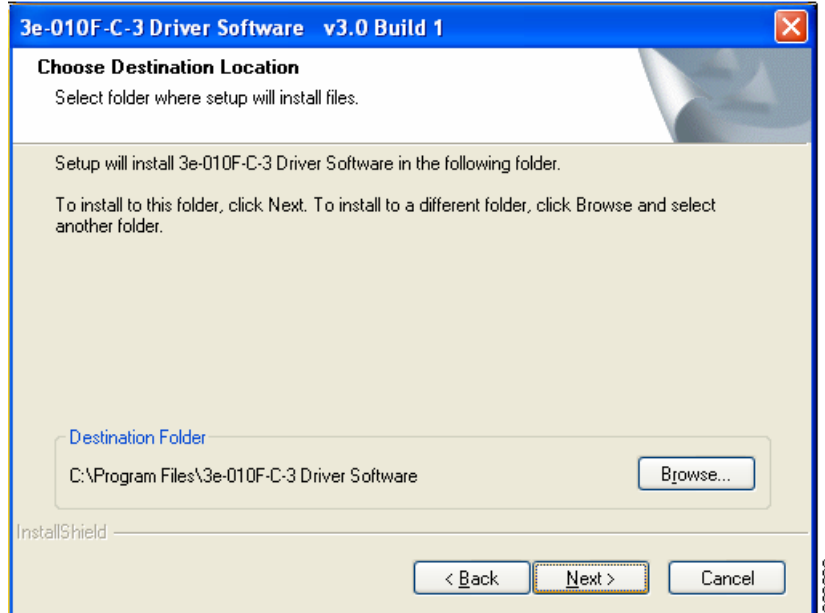 3e-010F-C-3 Driver Software v3.0 Build 1
Choose Destination Location
Select folder where setup will install files.
Setup will install 3e-010F-C-3 Driver Software in the following folder.
To install to this folder, click Next. To install to a different folder, click Browse and select
another folder.
Destination Folder
C:\Program Files\3e-010F-C-3 Driver Software
Browse...
InstallShield
< Back
Next >
Cancel